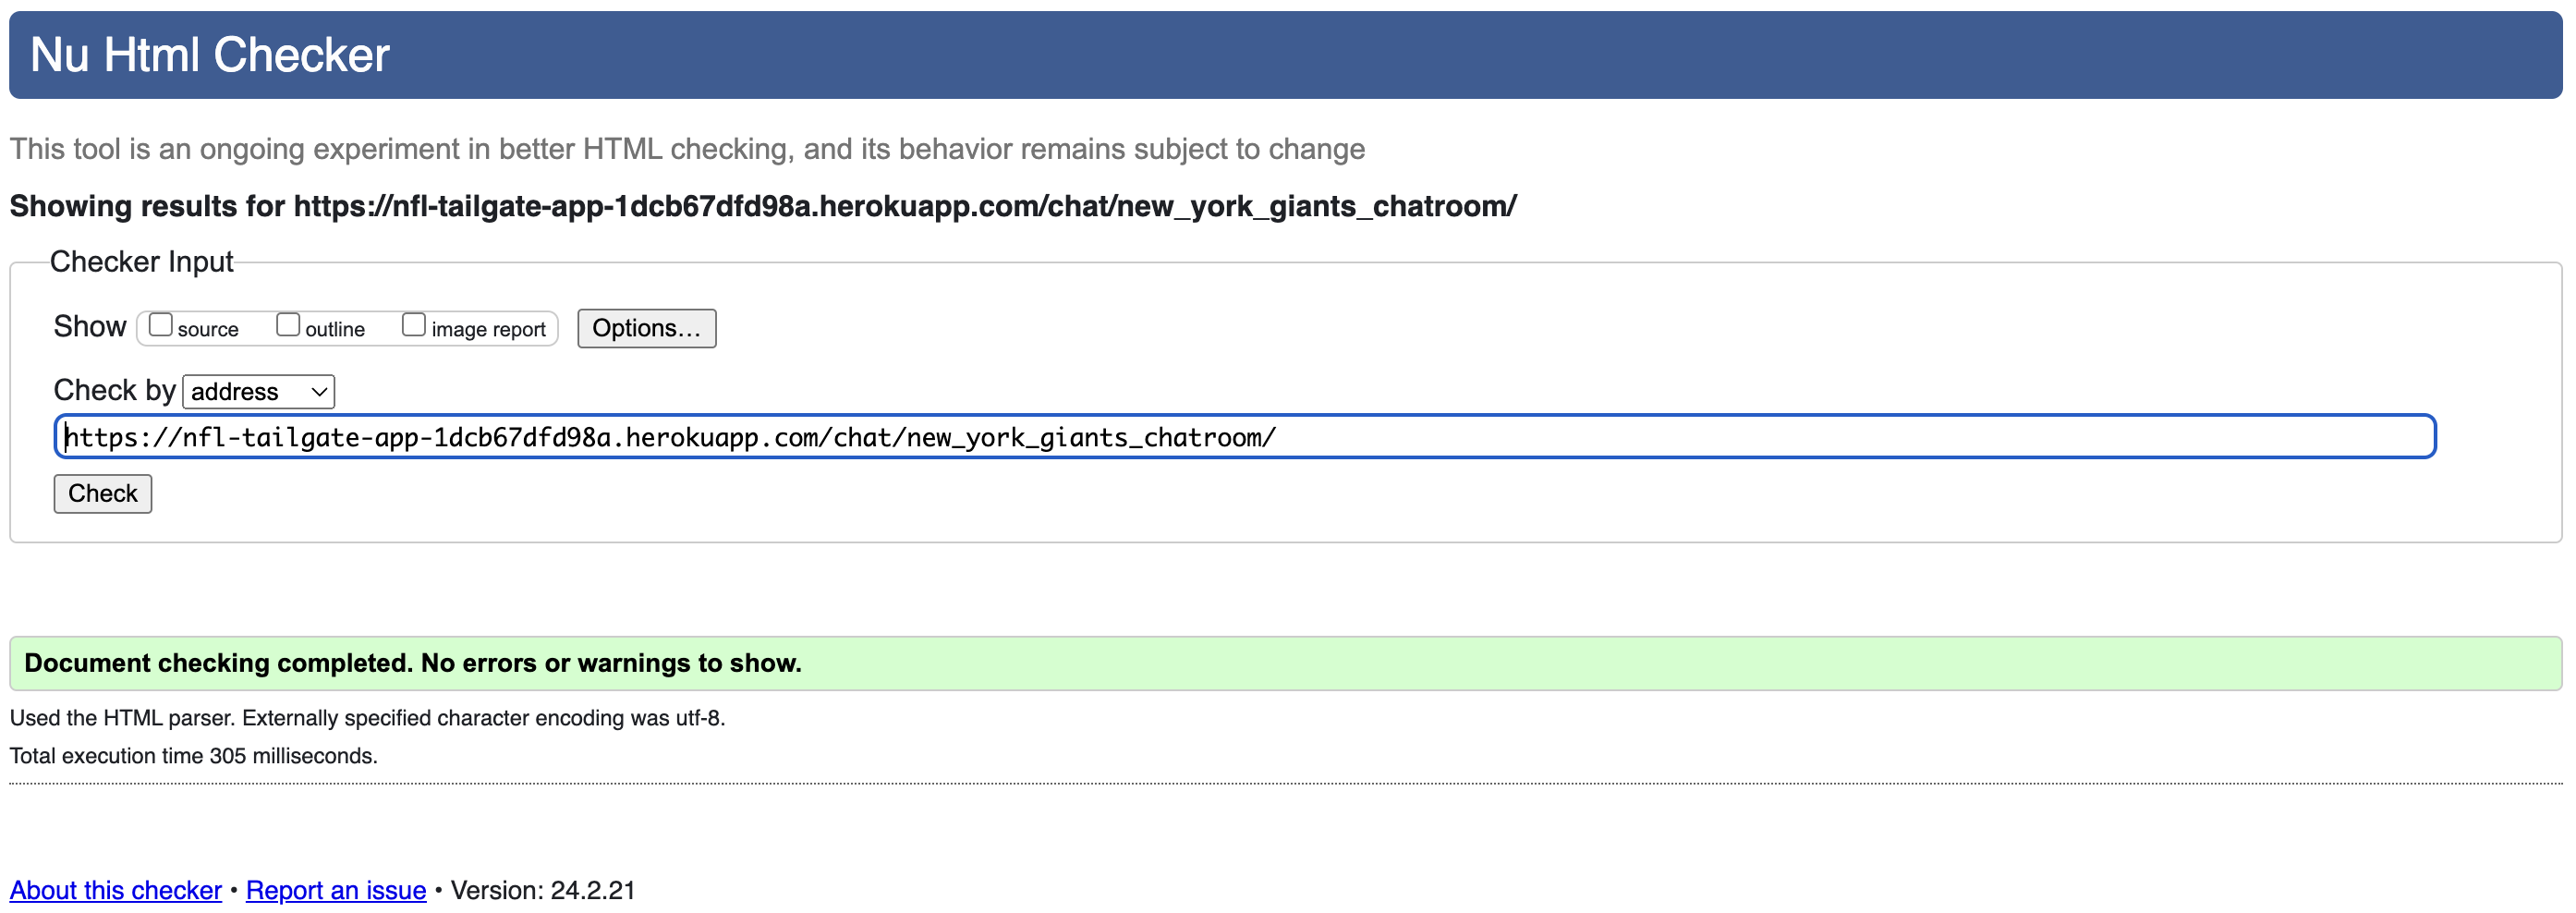 Nu Html Checker
This tool is an ongoing experiment in better HTML checking, and its behavior remains subject to change
Showing results for https://nfl-tailgate-app-1dcb67dfd98a.herokuapp.com/chat/new_york_giants_chatroom/
Checker Input
Show source outline image report Options...
Check by address
https://nfl-tailgate-app-1dcb67dfd98a.herokuapp.com/chat/new_york_giants_chatroom/
Check
Document checking completed. No errors or warnings to show.
Used the HTML parser. Externally specified character encoding was utf-8.
Total execution time 305 milliseconds.
About this checker • Report an issue • Version: 24.2.21